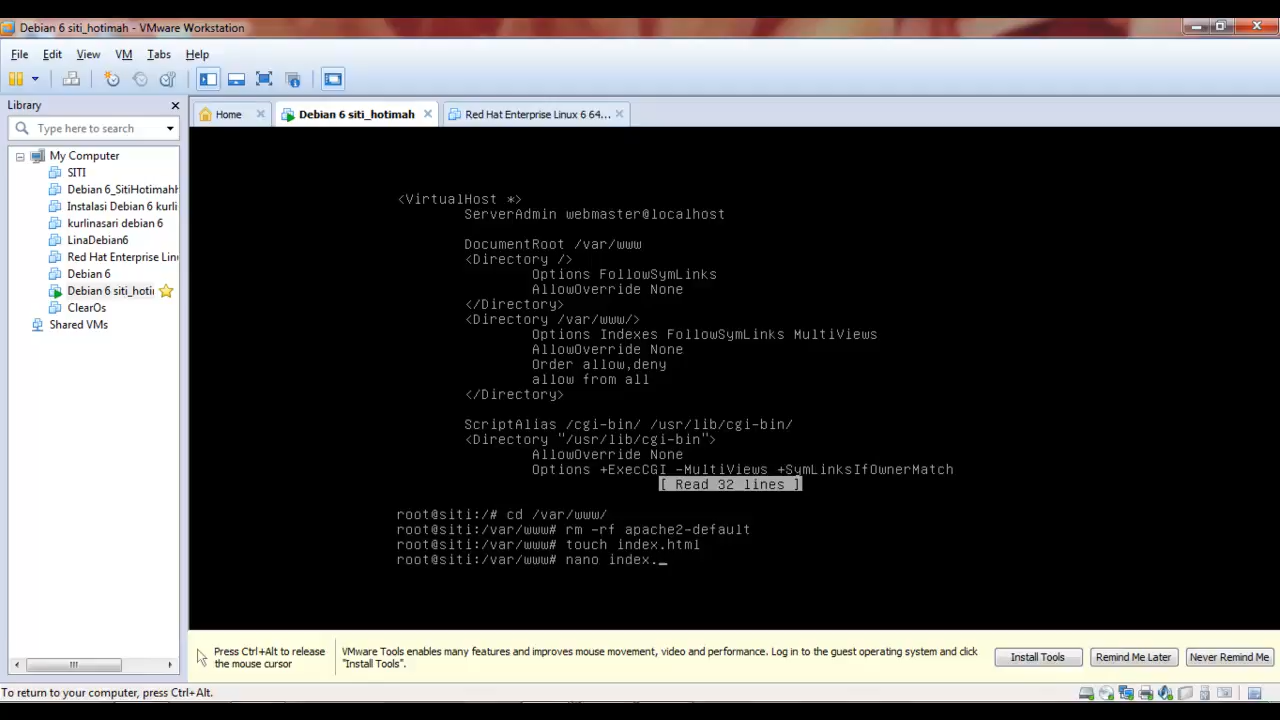 Debian 6 siti_hotimah - VMware Workstation
File Edit View VM Tabs Help
Library
Type here to search
My Computer
SITI
Debian 6_SitiHotimahh
Instalasi Debian 6 kurli
kurlinasari debian 6
LinaDebian6
Red Hat Enterprise Lin
Debian 6
Debian 6 siti_hoti
ClearOs
Shared VMs
Home
Debian 6 siti_hotimah
Red Hat Enterprise Linux 6 64...
<VirtualHost *>
ServerAdmin webmaster@localhost
DocumentRoot /var/www
<Directory />
Options FollowSymLinks
AllowOverride None
</Directory>
<Directory /var/www/>
Options Indexes FollowSymLinks MultiViews
AllowOverride None
Order allow,deny
allow from all
</Directory>
ScriptAlias /cgi-bin/ /usr/lib/cgi-bin/
<Directory "/usr/lib/cgi-bin">
AllowOverride None
Options +ExecCGI -MultiViews +SymLinksIfOwnerMatch
[ Read 32 lines ]
root@siti:/# cd /var/www/
root@siti:/var/www# rm -rf apache2-default
root@siti:/var/www# touch index.html
root@siti:/var/www# nano index._
Press Ctrl+Alt to release
the mouse cursor
VMware Tools enables many features and improves mouse movement, video and performance. Log in to the guest operating system and click
"Install Tools".
Install Tools
Remind Me Later
Never Remind Me
To return to your computer, press Ctrl+Alt.